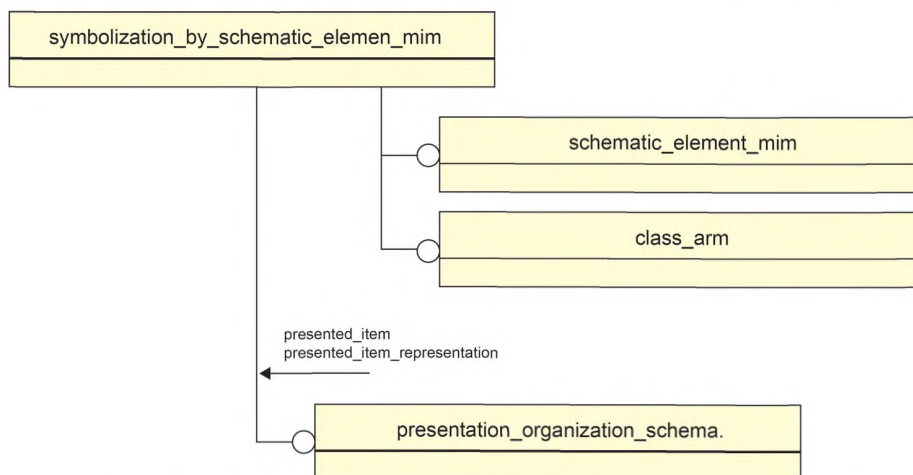 symbolization_by_schematic_elemen_mim
schematic_element_mim
class_arm
presented_item
presented_item_representation
presentation_organization_schema.